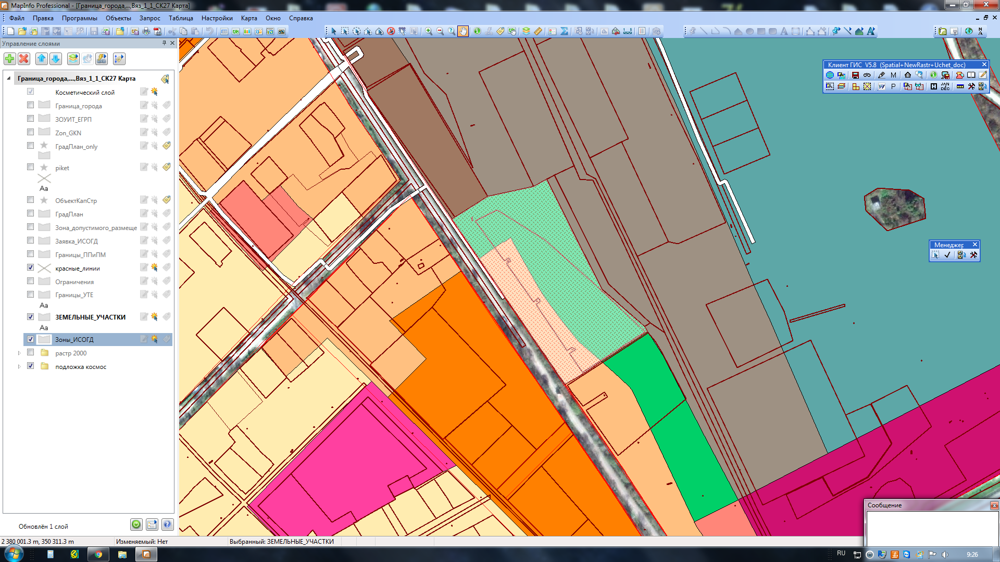 MapInfo Professional - [Граница_города,...,Вяз_1_1_СК27 Карта]
Файл Правка Программы Объекты Запрос Таблица Настройки Карта Окно Справка
Управление слоями
Граница_города,...,Вяз_1_1_СК27 Карта
Косметический слой
Граница_города
ЗОУИТ_ЕГРП
Zon_GKN
ГрадПлан_only
piket
Aa
ОбъектКапСтр
ГрадПлан
Зона_допустимого_размеще
Заявка_ИСОГД
Границы_ППиПМ
красные_линии
Ограничения
Границы_УТЕ
Aa
ЗЕМЕЛЬНЫЕ_УЧАСТКИ
Aa
Зоны_ИСОГД
растр 2000
подложка космос
Обновлён 1 слой
Клиент ГИС V5.8 (Spatial+NewRastr+Uchet_doc)
M
P
JAN DEC
Менеджер
Сообщение
2 380 001.3 m, 350 311.3 m
Изменяемый: Нет
Выбранный: ЗЕМЕЛЬНЫЕ_УЧАСТКИ
RU
9:26